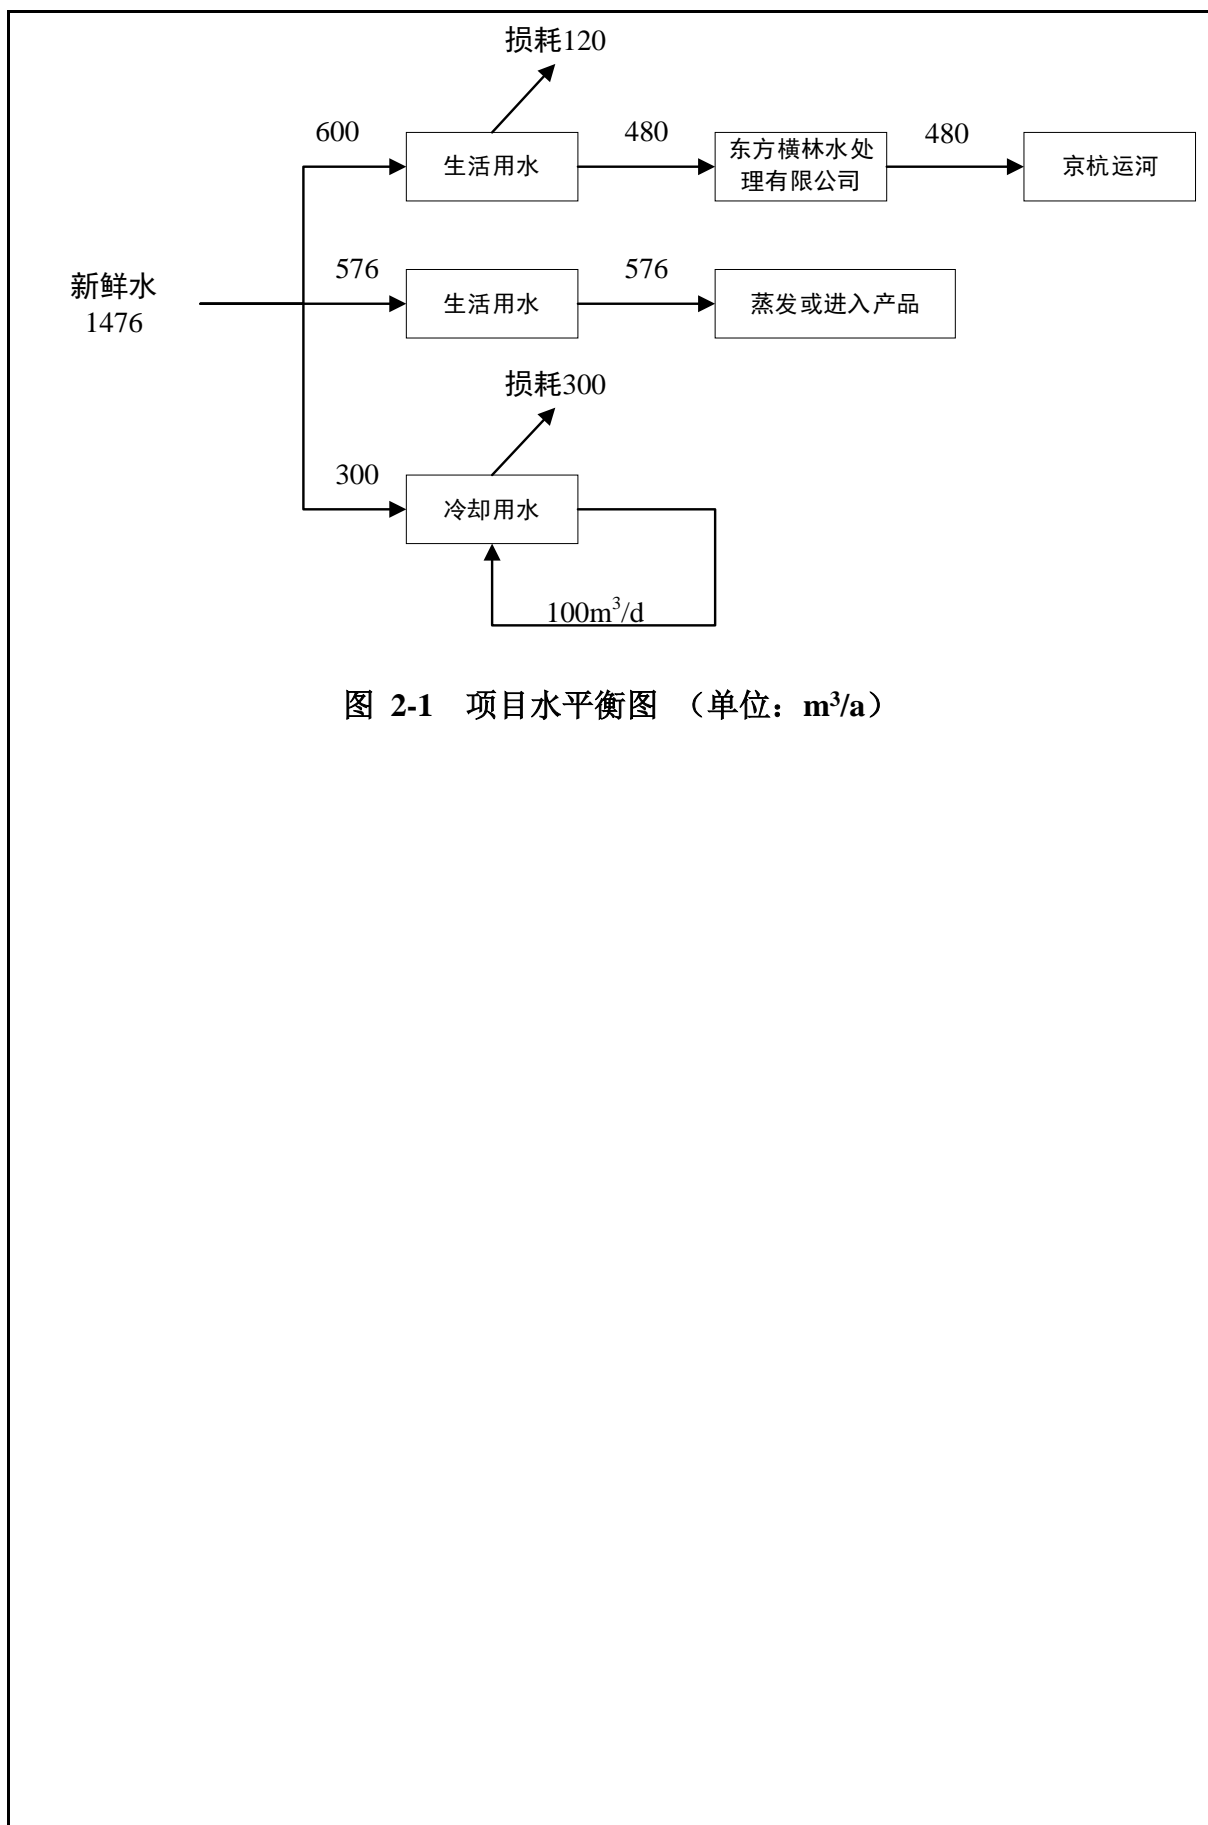 损耗120
600
生活用水
480
东方横林水处
理有限公司
480
京杭运河
新鲜水
1476
576
生活用水
576
蒸发或进入产品
损耗300
300
冷却用水
100m³/d
图 2-1 项目水平衡图 （单位：m³/a）